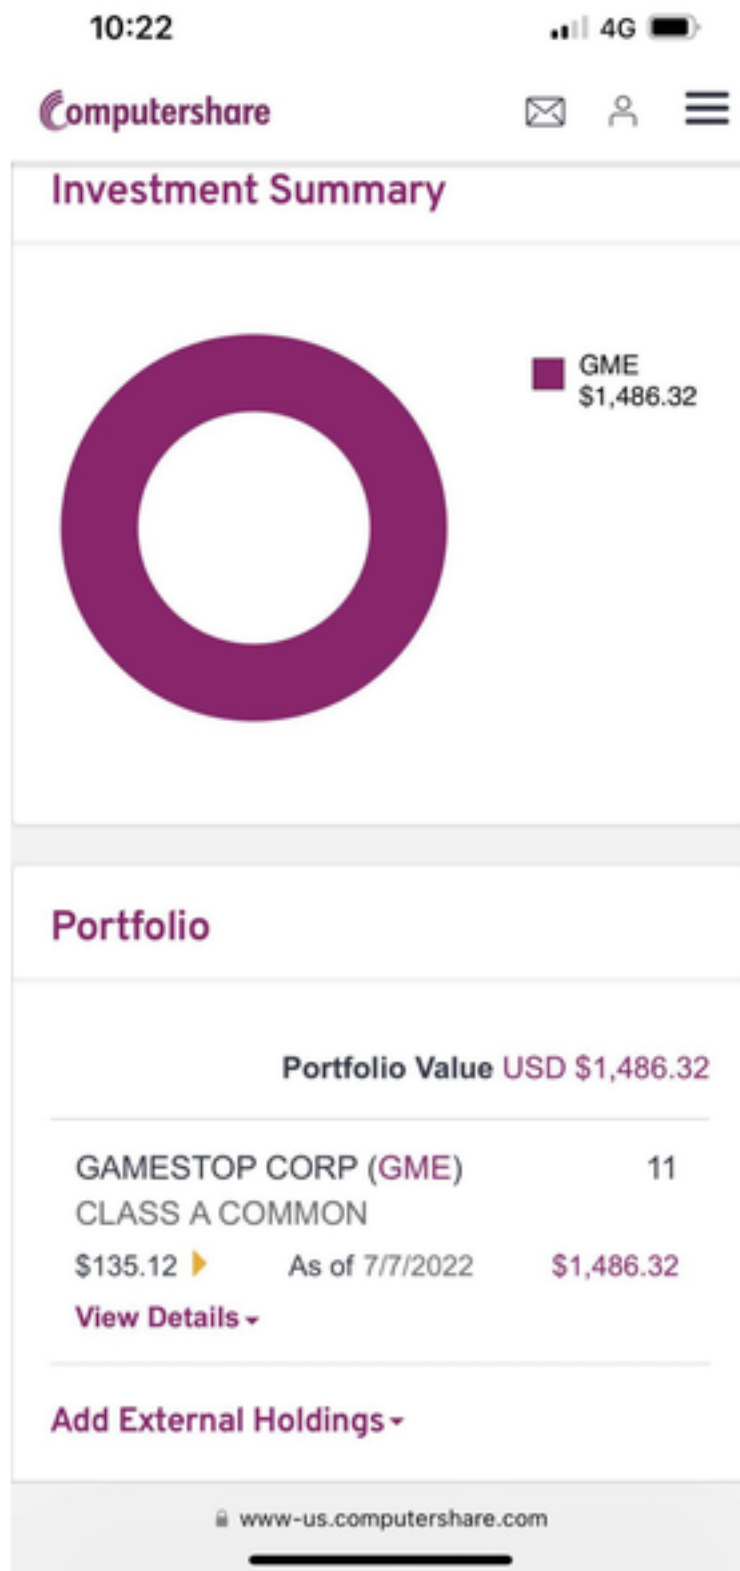 10:22 4G
Computershare
Investment Summary
GME
$1,486.32
Portfolio
Portfolio Value USD $1,486.32
GAMESTOP CORP (GME) 11
CLASS A COMMON
$135.12 As of 7/7/2022 $1,486.32
View Details
Add External Holdings
www-us.computershare.com